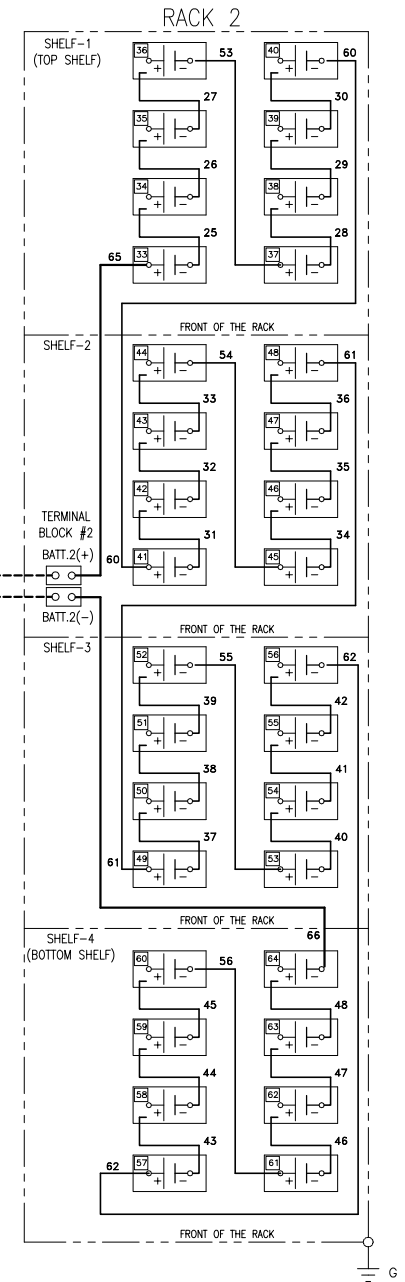 RACK 2
SHELF-1
(TOP SHELF)
36 + - 53 40 + - 60
27 30
35 + - 39 + -
26 29
34 + - 38 + -
25 28
65 33 + - 37 + -
FRONT OF THE RACK
SHELF-2
44 + - 54 48 + - 61
33 36
43 + - 47 + -
32 35
42 + - 46 + -
31 34
60 41 + - 45 + -
TERMINAL
BLOCK #2
BATT.2(+)
BATT.2(-)
FRONT OF THE RACK
SHELF-3
52 + - 55 56 + - 62
39 42
51 + - 55 + -
38 41
50 + - 54 + -
37 40
61 49 + - 53 + -
FRONT OF THE RACK
SHELF-4
(BOTTOM SHELF)
66
60 + - 56 64 + -
45 48
59 + - 63 + -
44 47
58 + - 62 + -
43 46
62 57 + - 61 + -
FRONT OF THE RACK
G